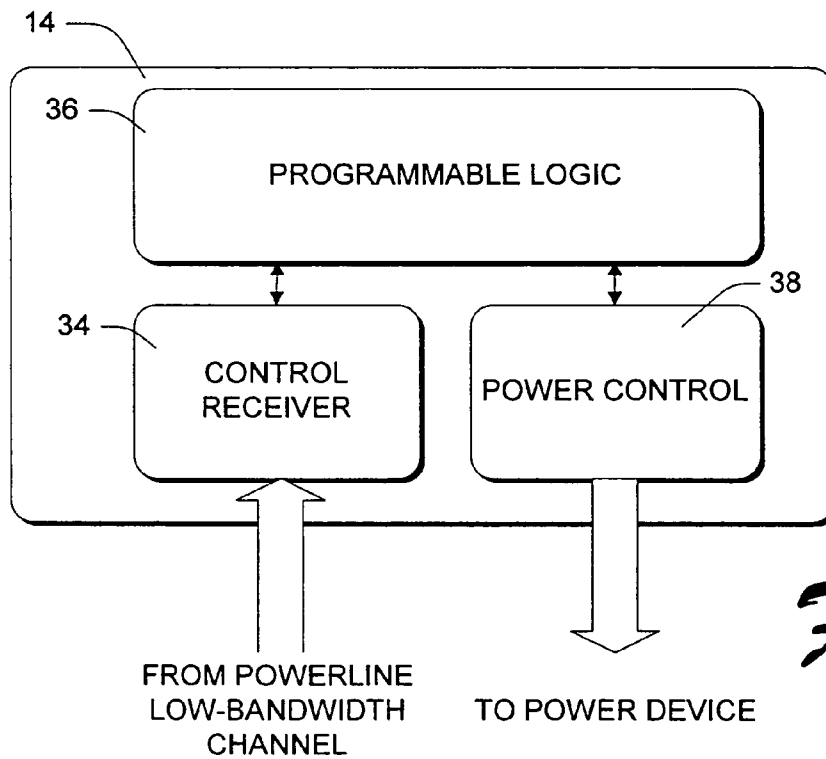 14
36
PROGRAMMABLE LOGIC
34
CONTROL
RECEIVER
38
POWER CONTROL
FROM POWERLINE
LOW-BANDWIDTH
CHANNEL
TO POWER DEVICE